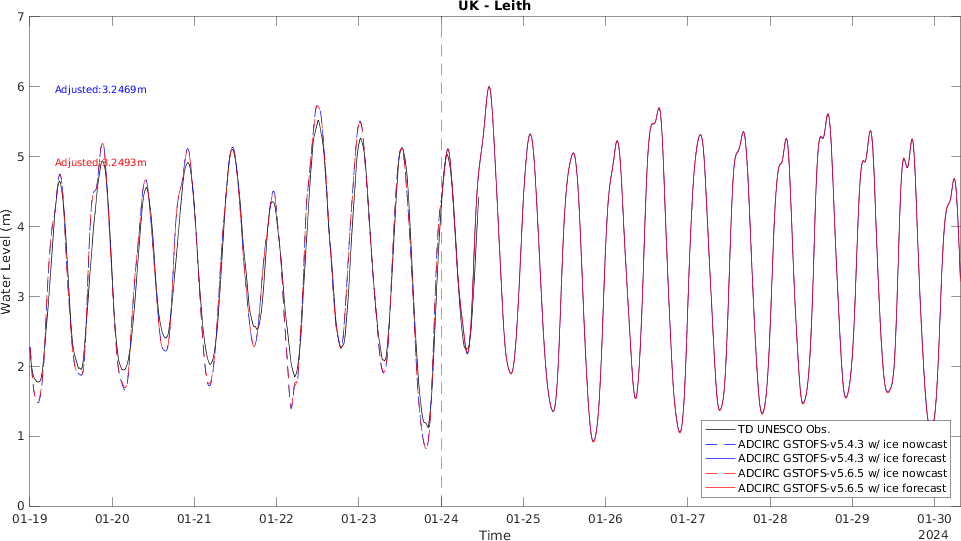 UK - Leith
7
6
5
4
3
2
1
0
Water Level (m)
Adjusted:3.2469m
Adjusted:3.2493m
TD UNESCO Obs.
ADCIRC GSTOFS-v5.4.3 w/ ice nowcast
ADCIRC GSTOFS-v5.4.3 w/ ice forecast
ADCIRC GSTOFS-v5.6.5 w/ ice nowcast
ADCIRC GSTOFS-v5.6.5 w/ ice forecast
01-19 01-20 01-21 01-22 01-23 01-24 01-25 01-26 01-27 01-28 01-29 01-30
Time
2024